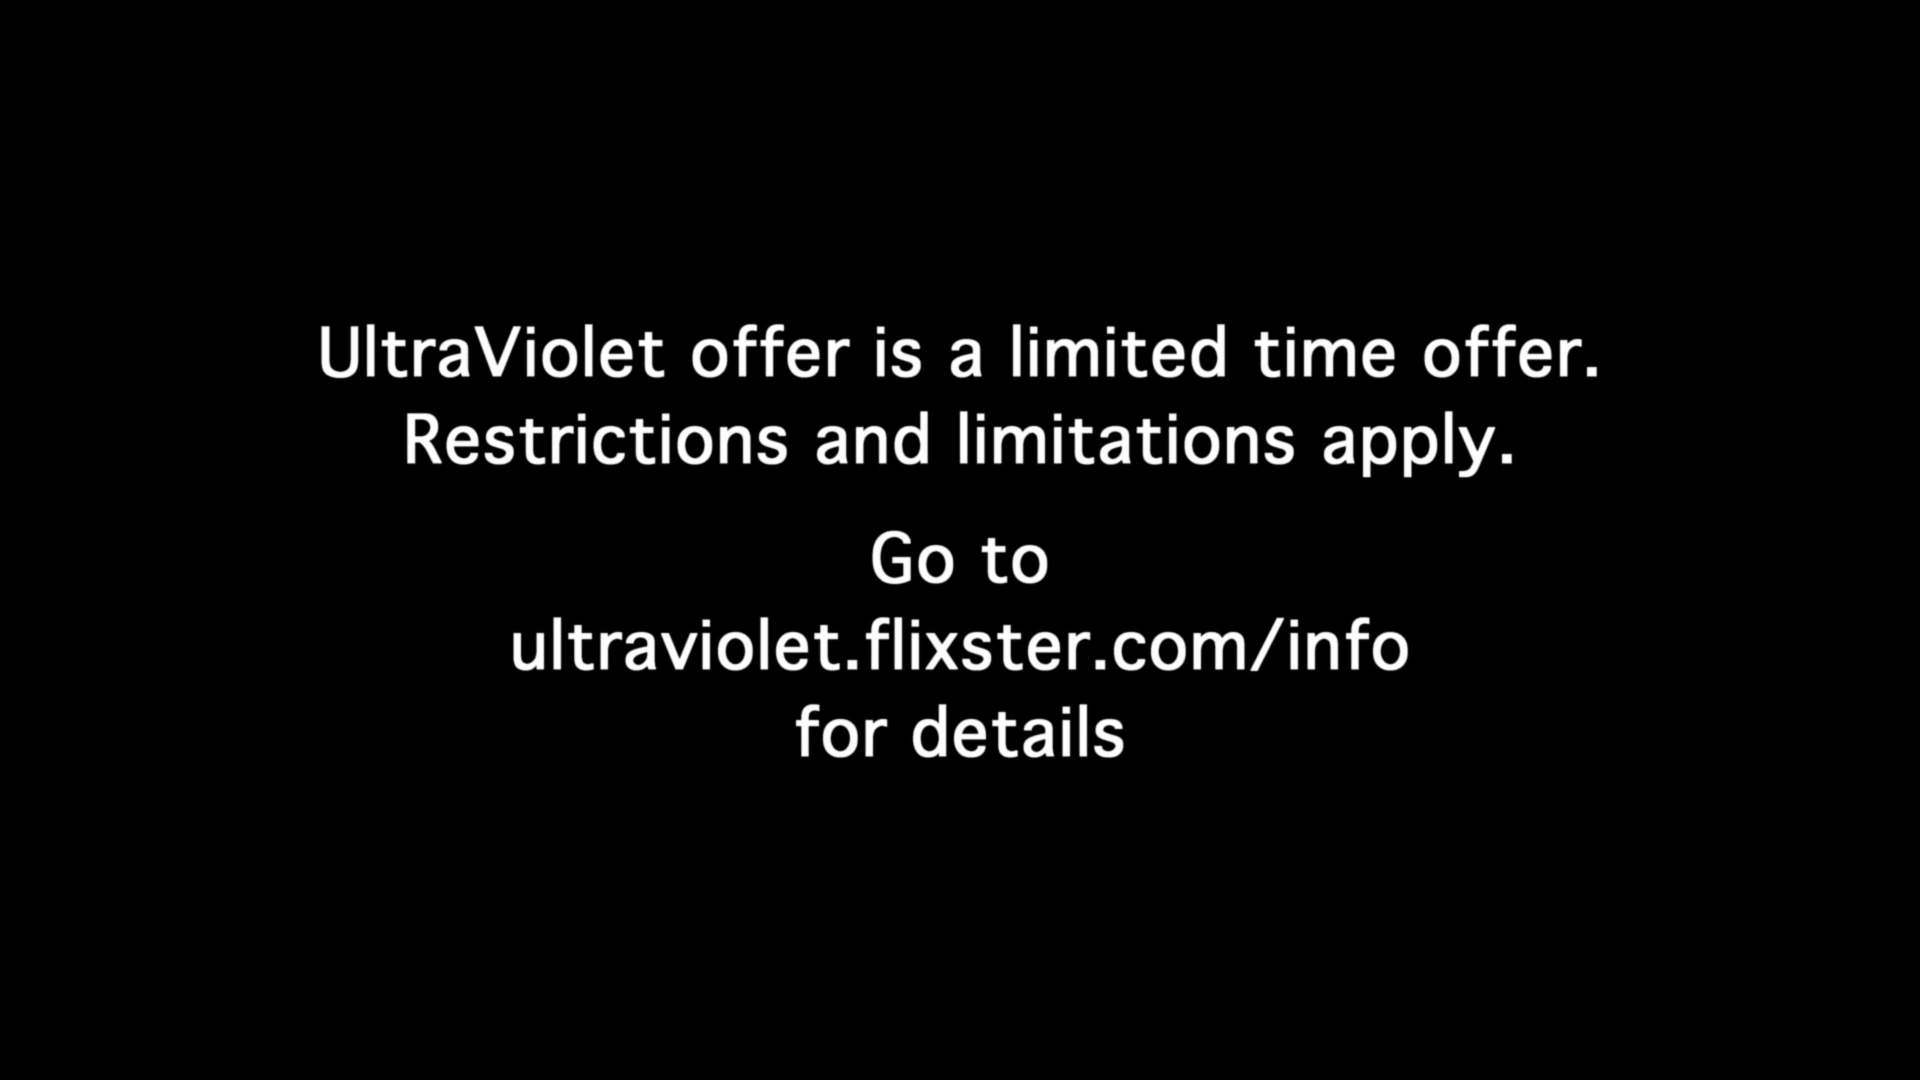 UltraViolet offer is a limited time offer.
Restrictions and limitations apply.
Go to
ultraviolet.flixster.com/info
for details